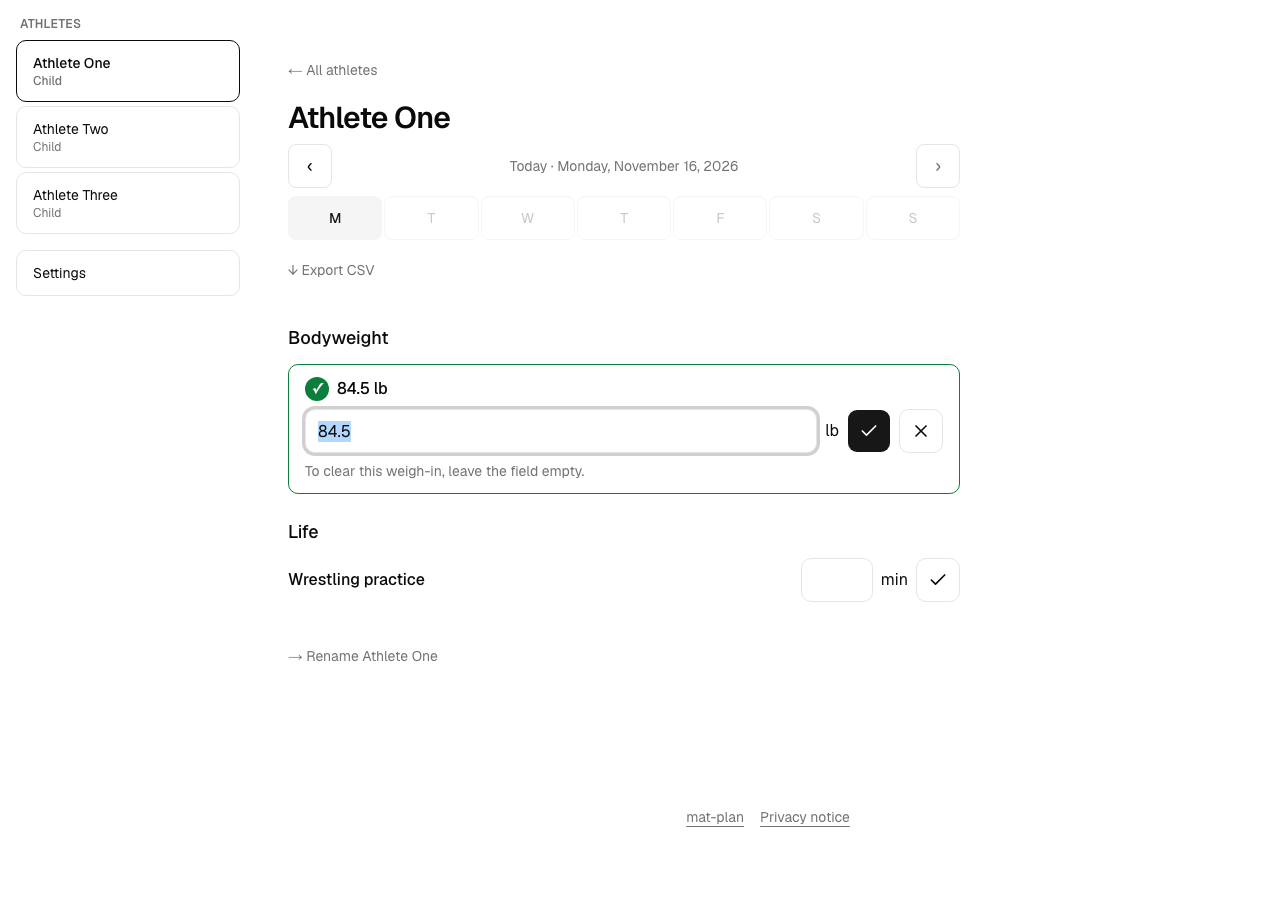 ATHLETES
Athlete One
Child
Athlete Two
Child
Athlete Three
Child
Settings
← All athletes
Athlete One
‹ Today · Monday, November 16, 2026 ›
M T W T F S S
↓ Export CSV
Bodyweight
✓ 84.5 lb
84.5 lb
To clear this weigh-in, leave the field empty.
Life
Wrestling practice min
→ Rename Athlete One
mat-plan Privacy notice